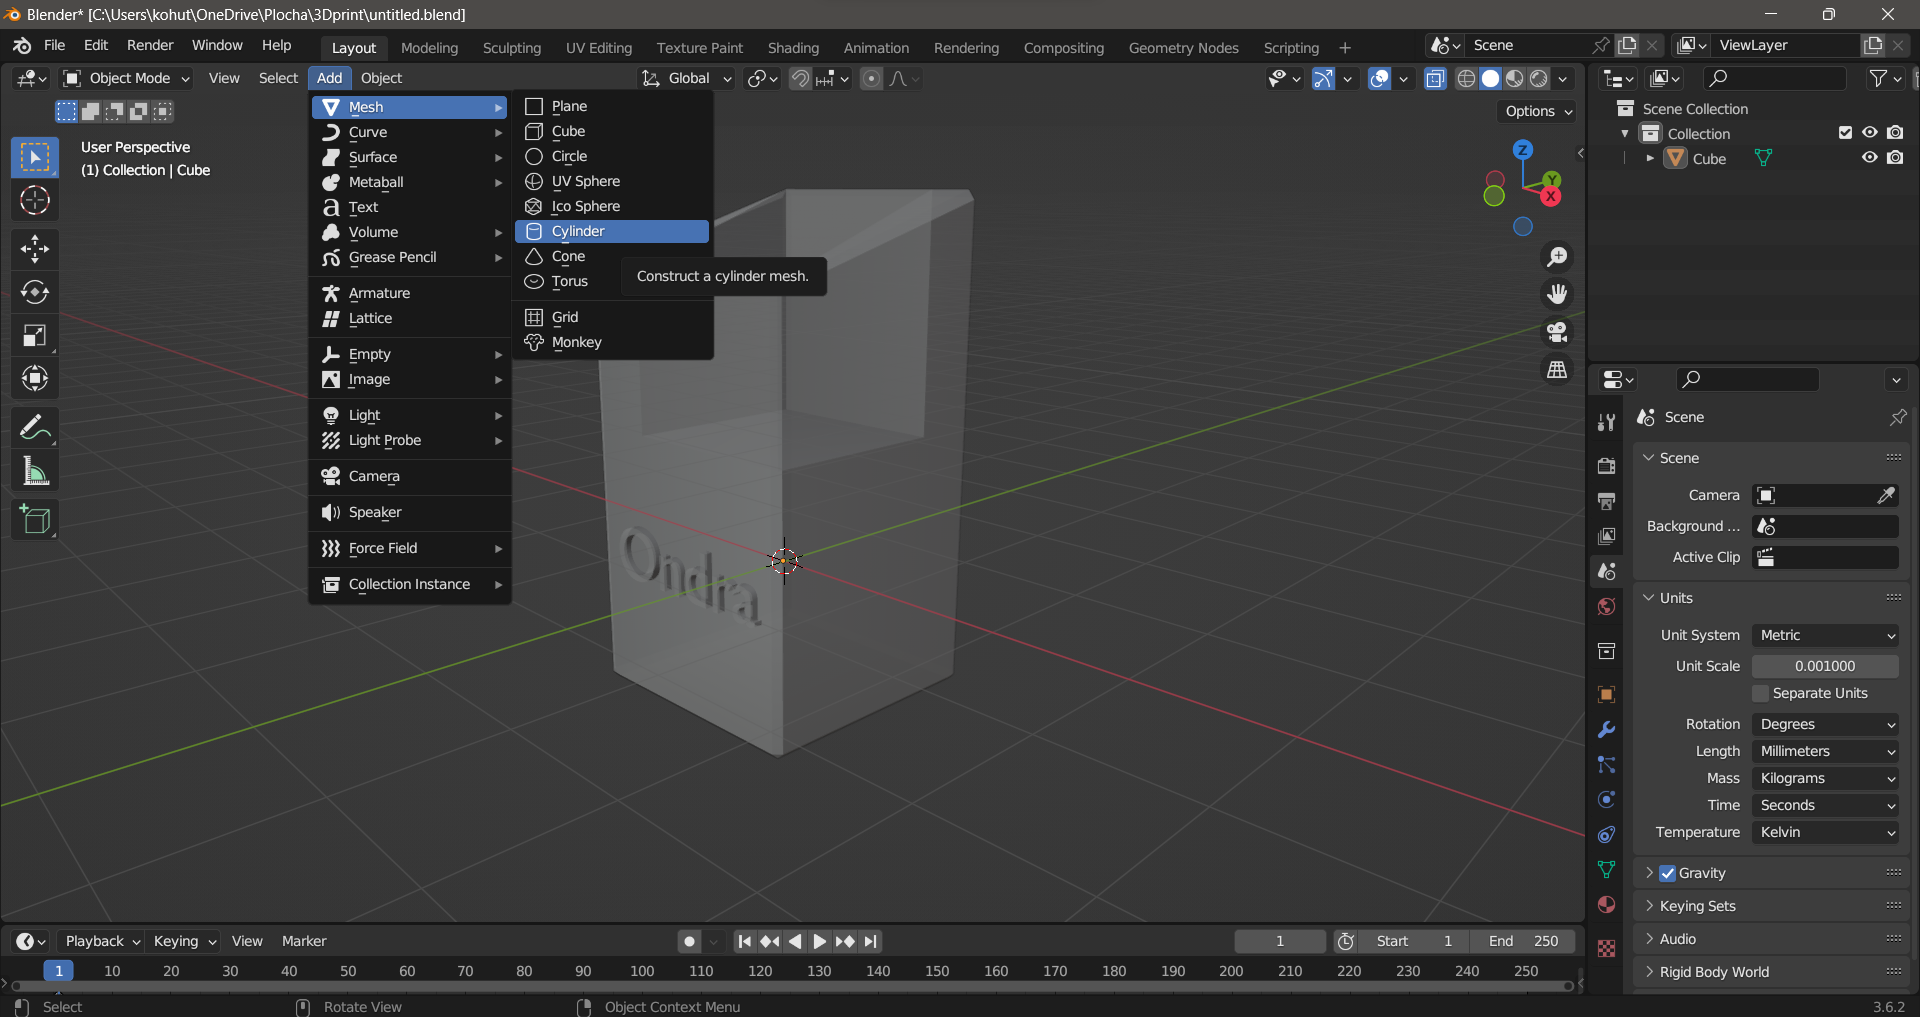 Blender* [C:\Users\kohut\OneDrive\Plocha\3Dprint\untitled.blend]
File Edit Render Window Help Layout Modeling Sculpting UV Editing Texture Paint Shading Animation Rendering Compositing Geometry Nodes Scripting + Scene ViewLayer
Object Mode View Select Add Object Global
Options
User Perspective
(1) Collection | Cube
Mesh
Curve
Surface
Metaball
Text
Volume
Grease Pencil
Armature
Lattice
Empty
Image
Light
Light Probe
Camera
Speaker
Force Field
Collection Instance
Plane
Cube
Circle
UV Sphere
Ico Sphere
Cylinder
Cone
Torus
Grid
Monkey
Construct a cylinder mesh.
Ondra
Z
Y
X
Scene Collection
Collection
Cube
Scene
Scene
Camera
Background ...
Active Clip
Units
Unit System Metric
Unit Scale 0.001000
Separate Units
Rotation Degrees
Length Millimeters
Mass Kilograms
Time Seconds
Temperature Kelvin
Gravity
Keying Sets
Audio
Rigid Body World
Playback Keying View Marker 1 Start 1 End 250
1 10 20 30 40 50 60 70 80 90 100 110 120 130 140 150 160 170 180 190 200 210 220 230 240 250
Select Rotate View Object Context Menu 3.6.2